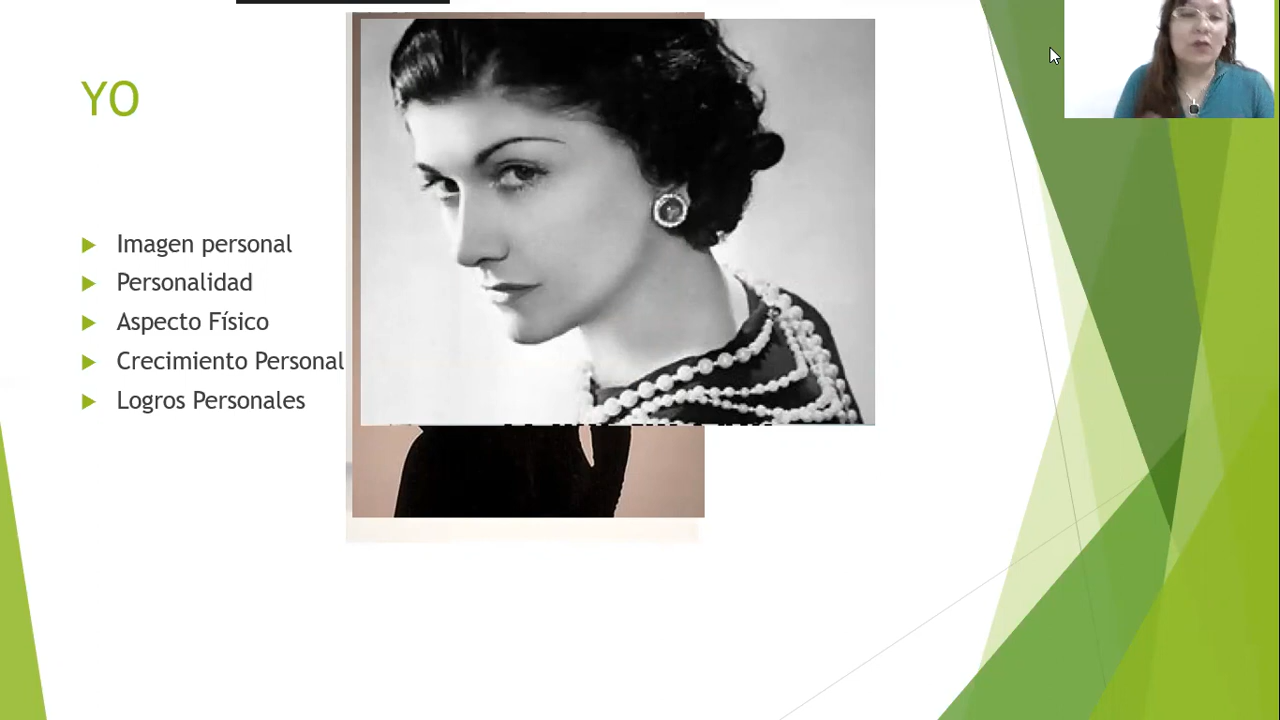 YO
Imagen personal
Personalidad
Aspecto Físico
Crecimiento Personal
Logros Personales